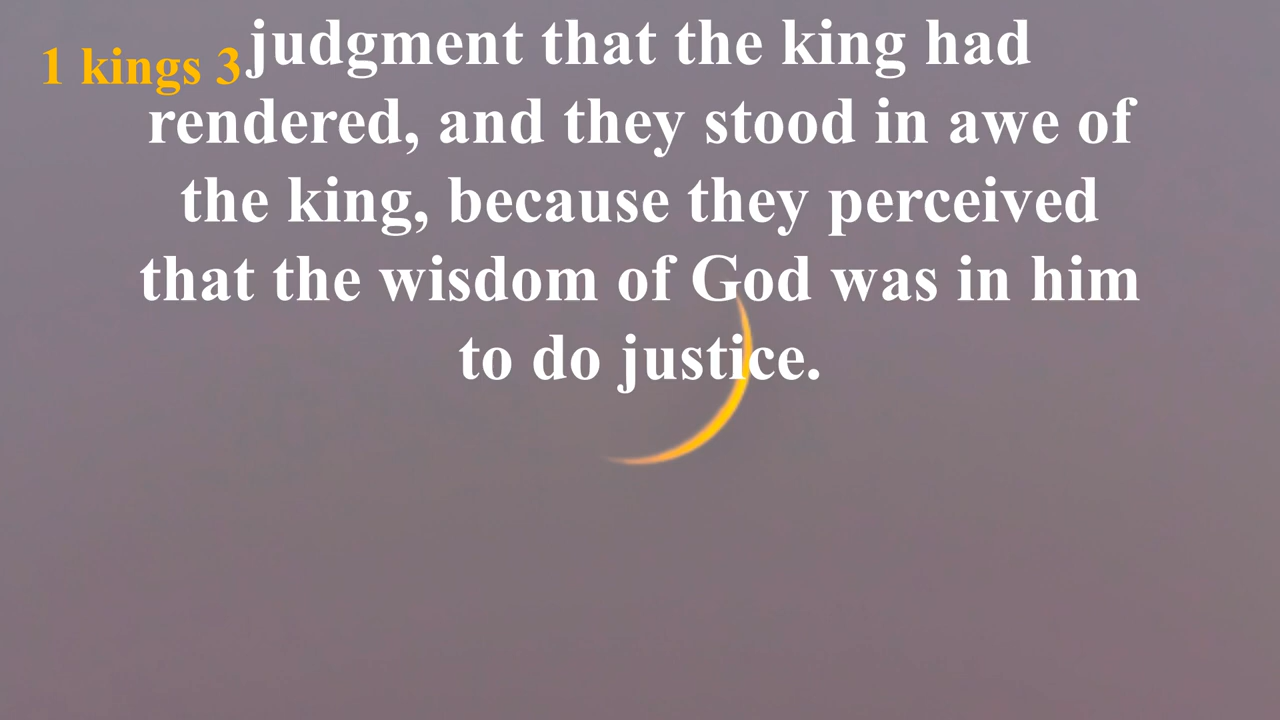 1 kings 3
judgment that the king had
rendered, and they stood in awe of
the king, because they perceived
that the wisdom of God was in him
to do justice.